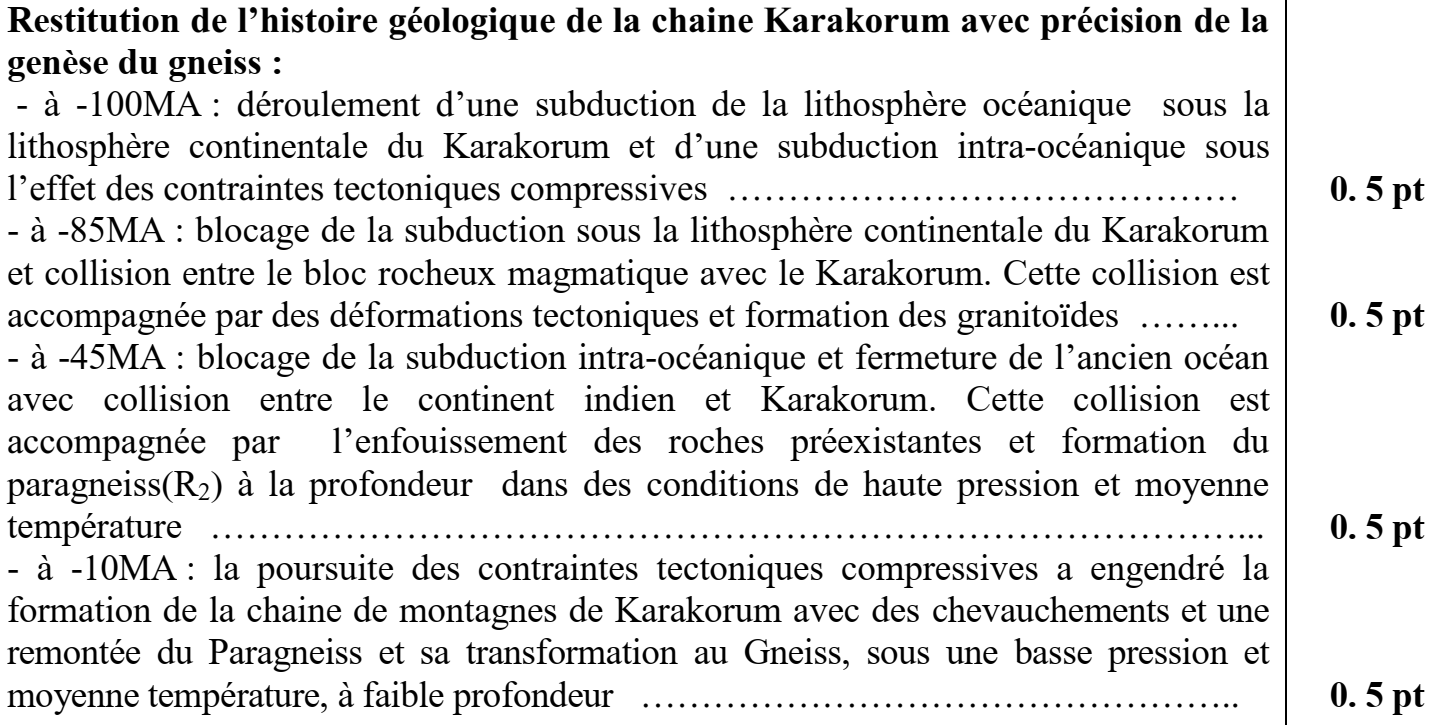 Restitution de l’histoire géologique de la chaine Karakorum avec précision de la
genèse du gneiss :
- à -100MA : déroulement d’une subduction de la lithosphère océanique sous la
lithosphère continentale du Karakorum et d’une subduction intra-océanique sous
l’effet des contraintes tectoniques compressives …………………………………… 0. 5 pt
- à -85MA : blocage de la subduction sous la lithosphère continentale du Karakorum
et collision entre le bloc rocheux magmatique avec le Karakorum. Cette collision est
accompagnée par des déformations tectoniques et formation des granitoïdes ……... 0. 5 pt
- à -45MA : blocage de la subduction intra-océanique et fermeture de l’ancien océan
avec collision entre le continent indien et Karakorum. Cette collision est
accompagnée par l’enfouissement des roches préexistantes et formation du
paragneiss(R₂) à la profondeur dans des conditions de haute pression et moyenne
température …………………………………………………………………………... 0. 5 pt
- à -10MA : la poursuite des contraintes tectoniques compressives a engendré la
formation de la chaine de montagnes de Karakorum avec des chevauchements et une
remontée du Paragneiss et sa transformation au Gneiss, sous une basse pression et
moyenne température, à faible profondeur ………………………………………….. 0. 5 pt